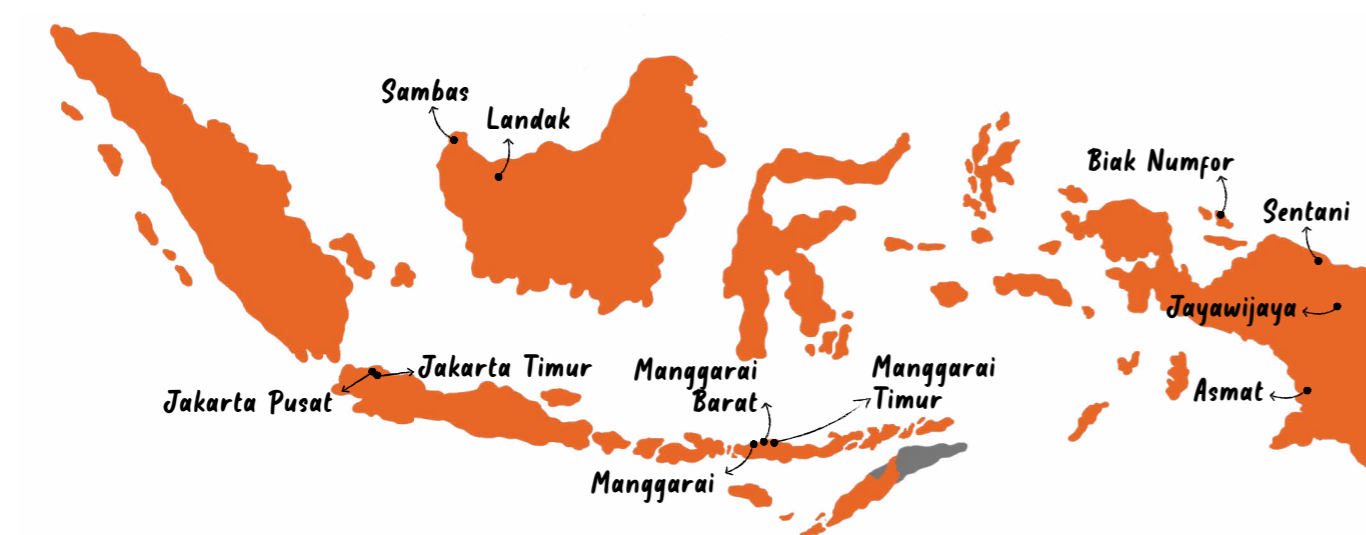 Sambas
Landak
Biak Numfor
Sentani
Jayawijaya
Jakarta Timur
Manggarai
Barat
Manggarai
Timur
Jakarta Pusat
Asmat
Manggarai